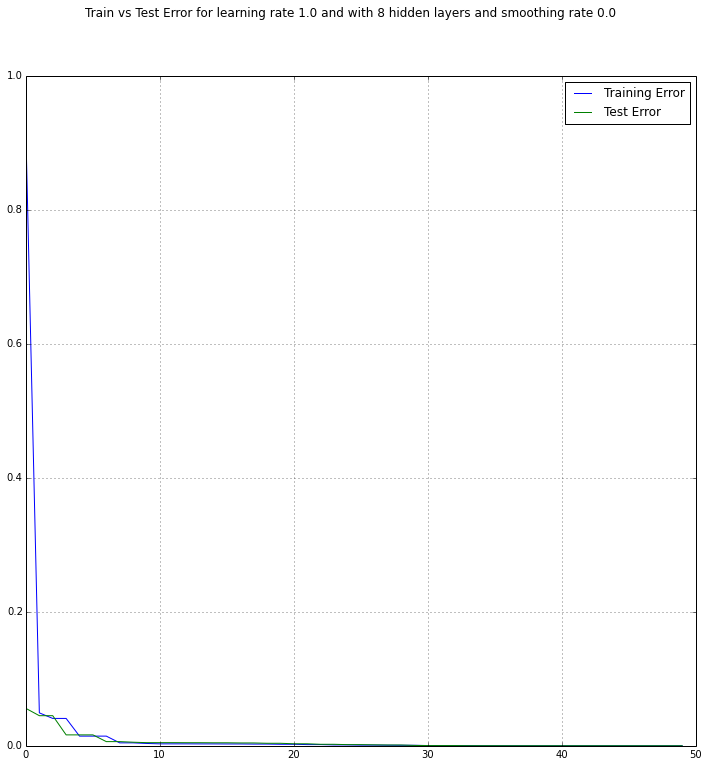 Train vs Test Error for learning rate 1.0 and with 8 hidden layers and smoothing rate 0.0
1.0
Training Error
Test Error
0.8
0.6
0.4
0.2
0.0
0 10 20 30 40 50